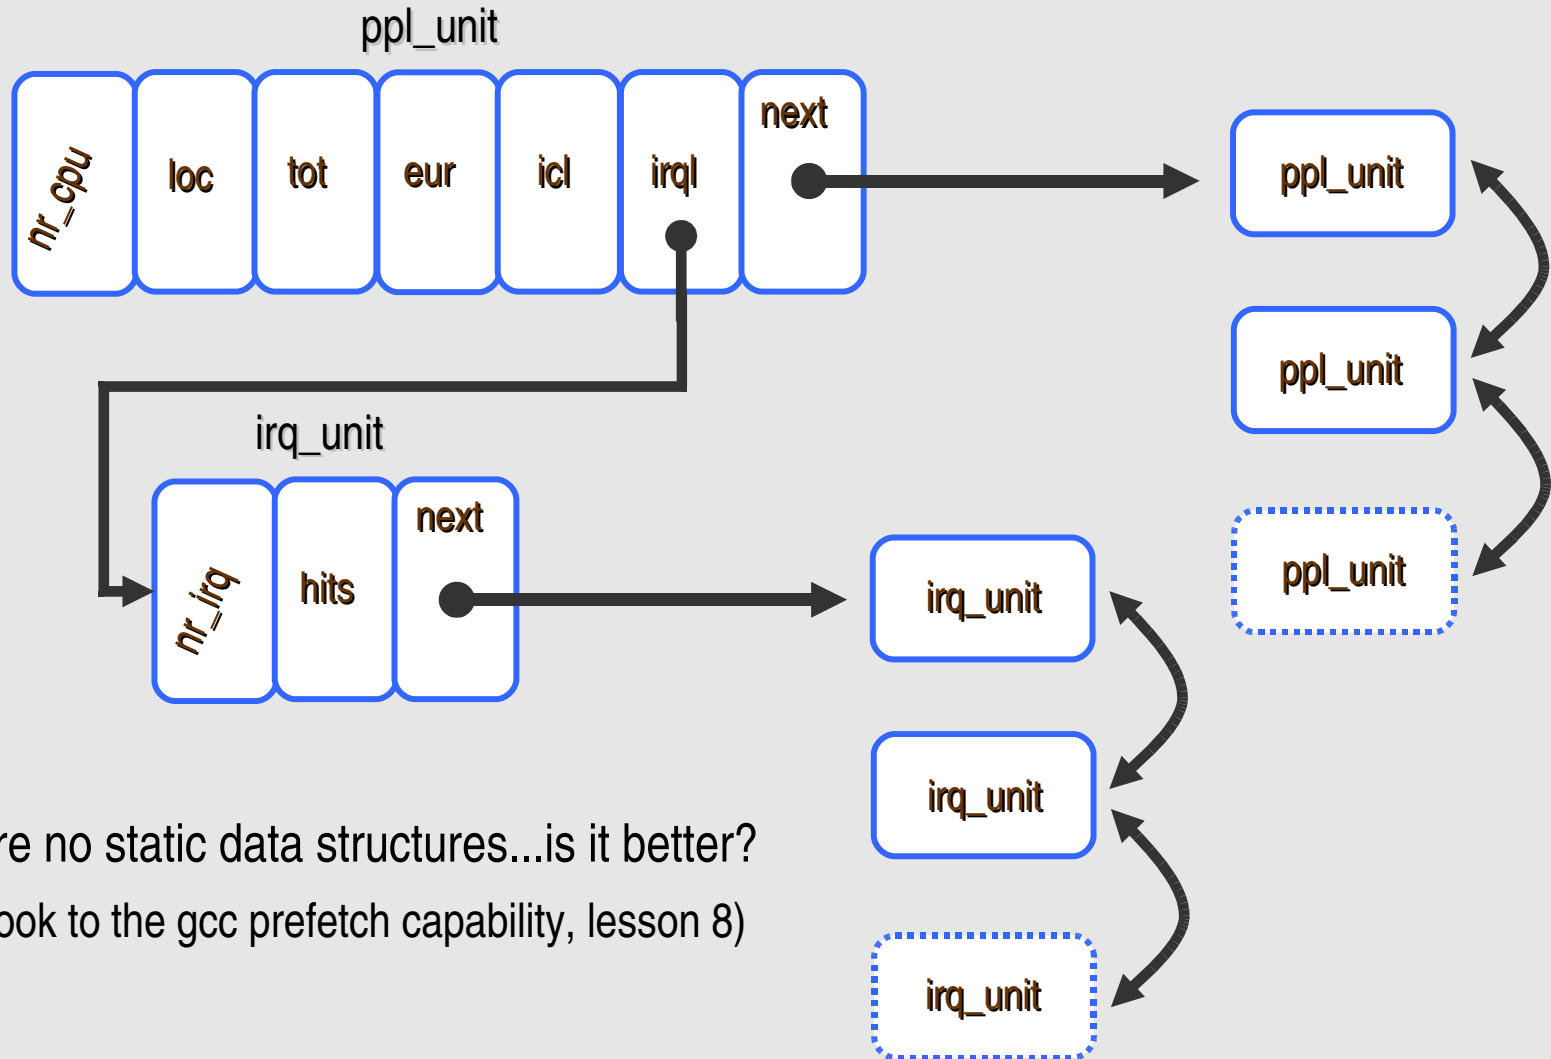 ppl_unit
nr_cpu loc tot eur icl irql next
ppl_unit
ppl_unit
ppl_unit
irq_unit
nr_irq hits next
irq_unit
irq_unit
irq_unit
re no static data structures...is it better?
ook to the gcc prefetch capability, lesson 8)